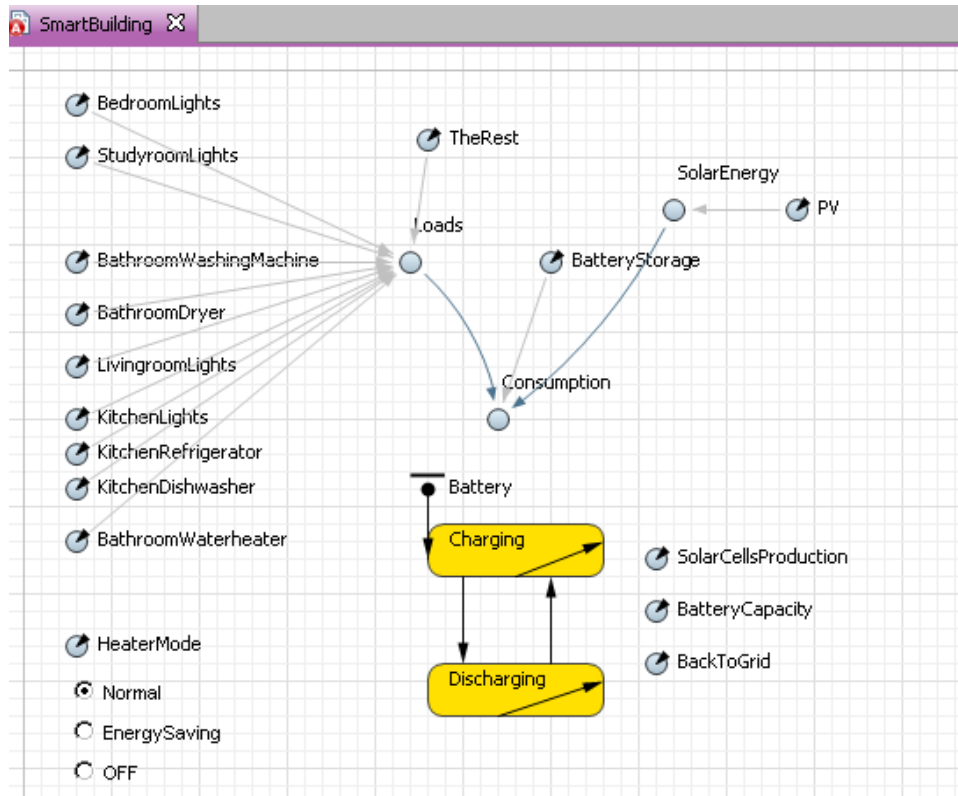 SmartBuilding
BedroomLights
TheRest
StudyroomLights
SolarEnergy
PV
Loads
BathroomWashingMachine
BatteryStorage
BathroomDryer
LivingroomLights
Consumption
KitchenLights
KitchenRefrigerator
KitchenDishwasher
Battery
BathroomWaterheater
Charging
SolarCellsProduction
BatteryCapacity
HeaterMode
BackToGrid
Discharging
Normal
EnergySaving
OFF